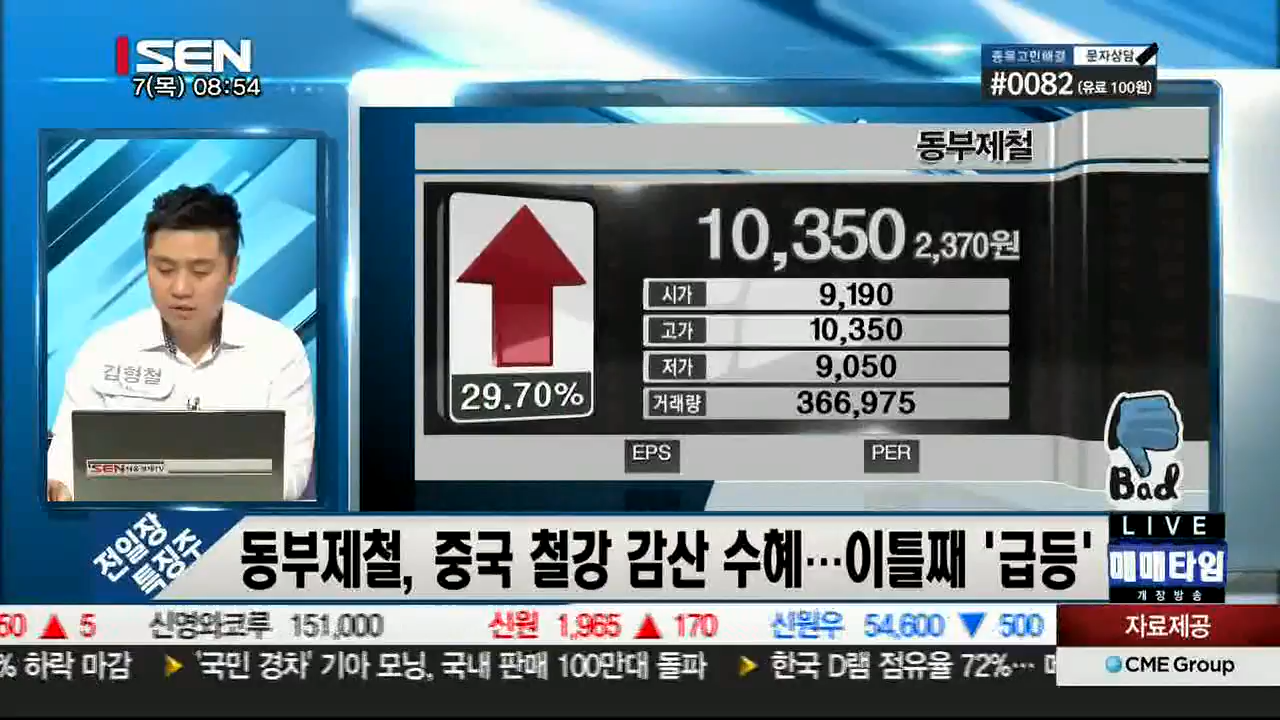 SEN
7(목) 08:54
종목고민해결 문자상담
#0082 (유료 100원)
동부제철
10,350 2,370원
29.70%
시가 9,190
고가 10,350
저가 9,050
거래량 366,975
EPS PER
김형철
SEN
Bad
전일장
특징주
동부제철, 중국 철강 감산 수혜…이틀째 '급등'
LIVE
매매타임
개장방송
50 ▲ 5 신영와코루 151,000 신원 1,965 ▲ 170 신원우 54,600 ▼ 500
자료제공
% 하락 마감 '국민 경차' 기아 모닝, 국내 판매 100만대 돌파 한국 D램 점유율 72%…
CME Group